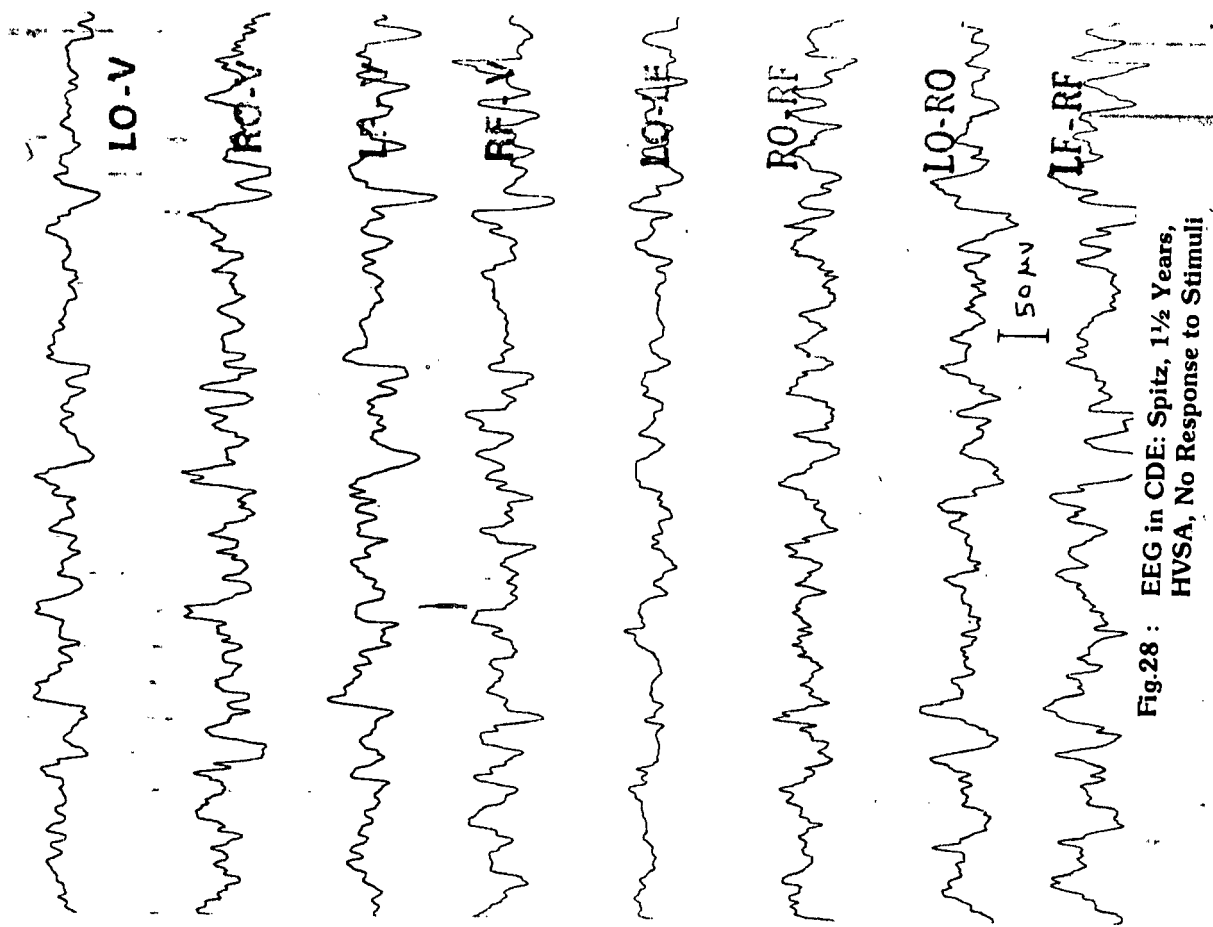 LO-V
RO-V
LF-V
RF-V
LO-LF
RO-RF
LO-RO
LF-RF
50 μv
Fig.28 : EEG in CDE: Spitz, 1½ Years,
HVSA, No Response to Stimuli